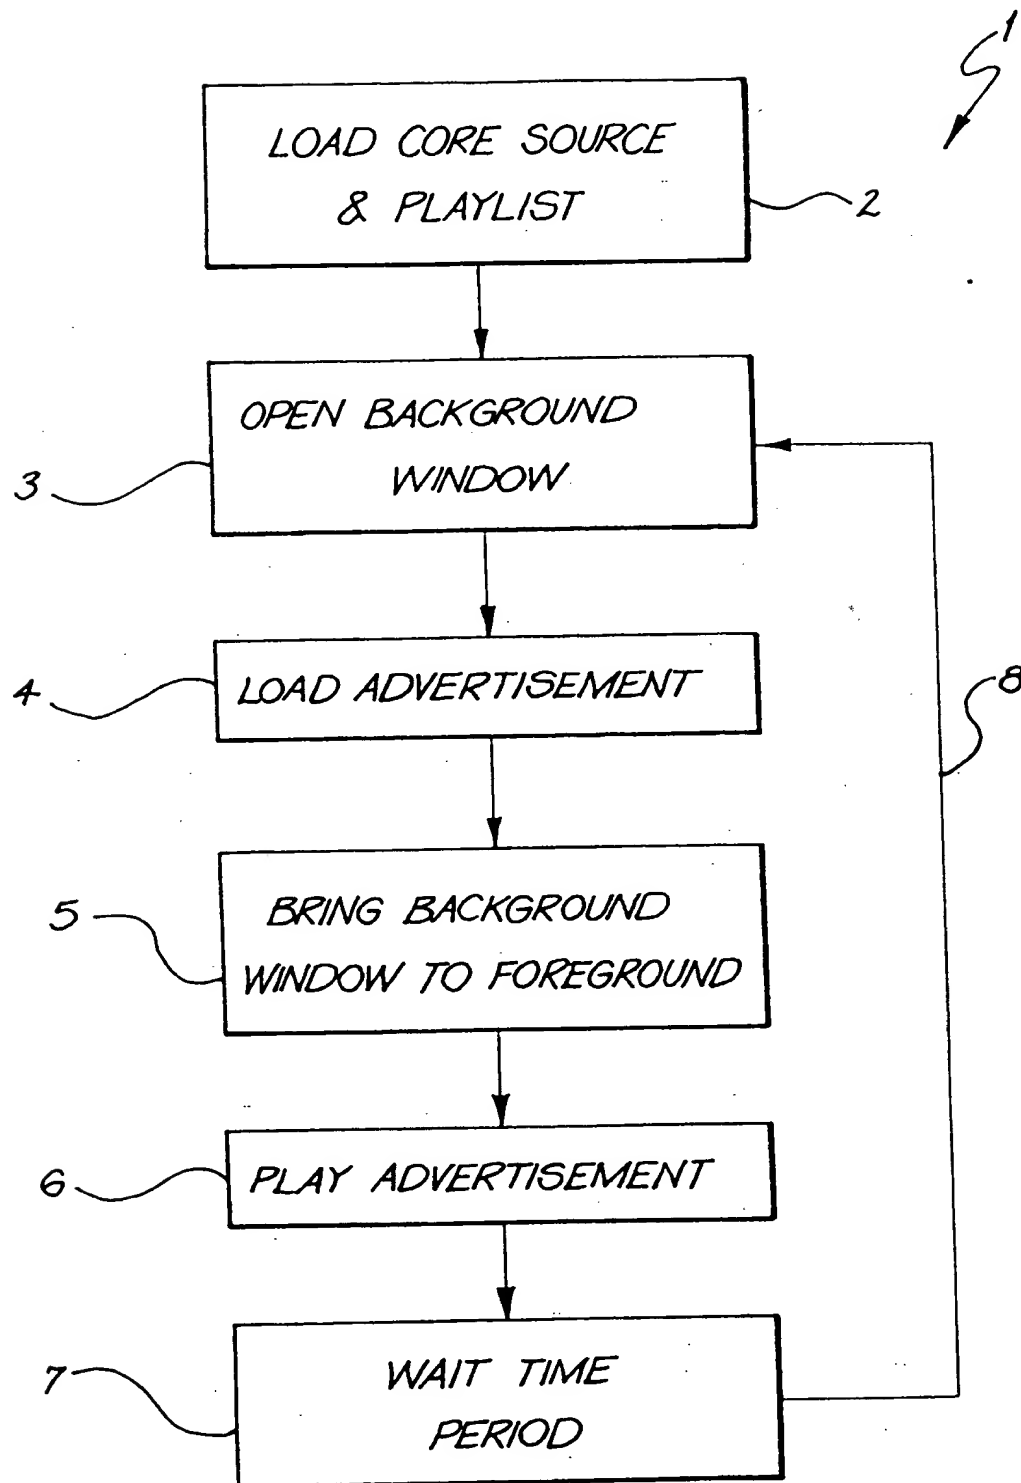 1
LOAD CORE SOURCE
& PLAYLIST
2
OPEN BACKGROUND
WINDOW
3
4
LOAD ADVERTISEMENT
8
5
BRING BACKGROUND
WINDOW TO FOREGROUND
6
PLAY ADVERTISEMENT
7
WAIT TIME
PERIOD